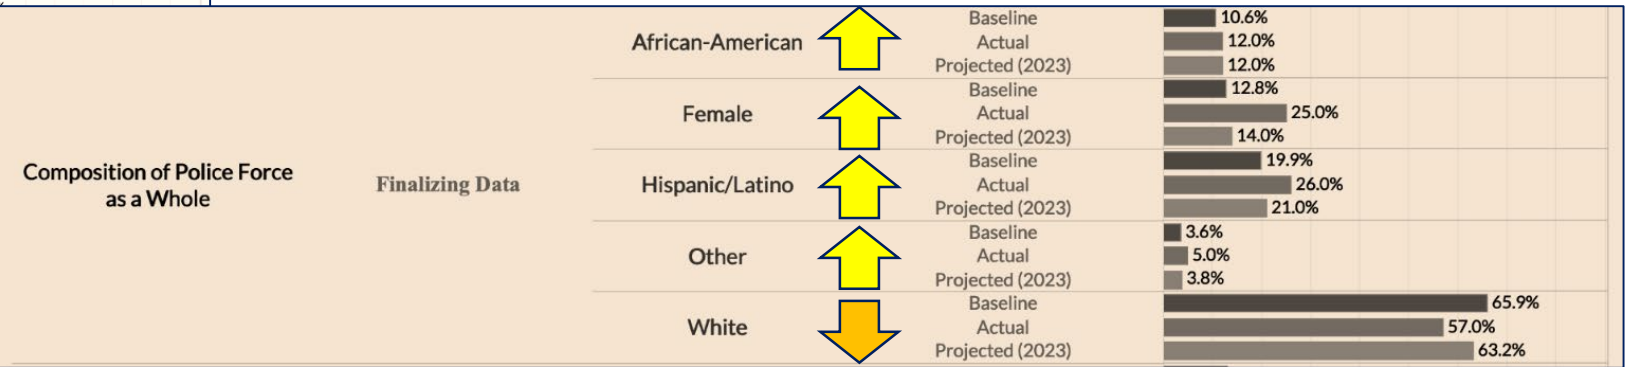 Composition of Police Force
as a Whole
Finalizing Data
African-American
Baseline 10.6%
Actual 12.0%
Projected (2023) 12.0%
Female
Baseline 12.8%
Actual 25.0%
Projected (2023) 14.0%
Hispanic/Latino
Baseline 19.9%
Actual 26.0%
Projected (2023) 21.0%
Other
Baseline 3.6%
Actual 5.0%
Projected (2023) 3.8%
White
Baseline 65.9%
Actual 57.0%
Projected (2023) 63.2%